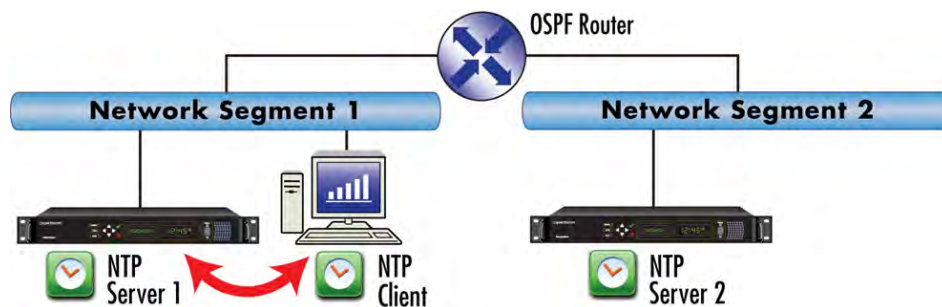 OSPF Router
Network Segment 1
Network Segment 2
NTP
Server 1
NTP
Client
NTP
Server 2